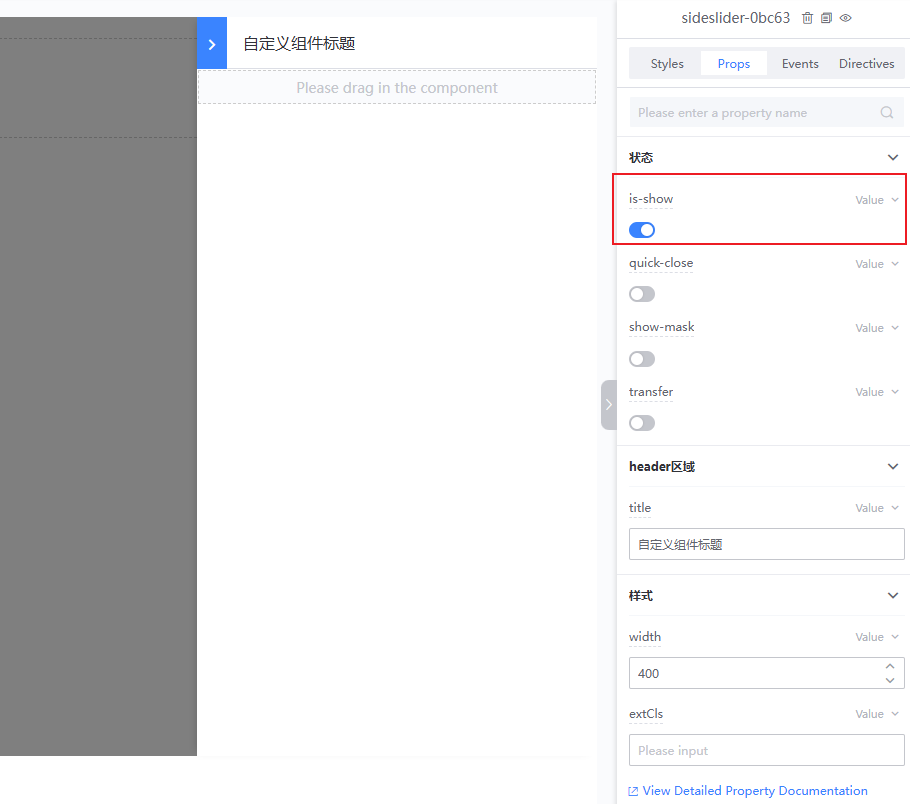 自定义组件标题
Please drag in the component
sideslider-0bc63
Styles Props Events Directives
Please enter a property name
状态
is-show Value
quick-close Value
show-mask Value
transfer Value
header区域
title Value
自定义组件标题
样式
width Value
400
extCls Value
Please input
View Detailed Property Documentation